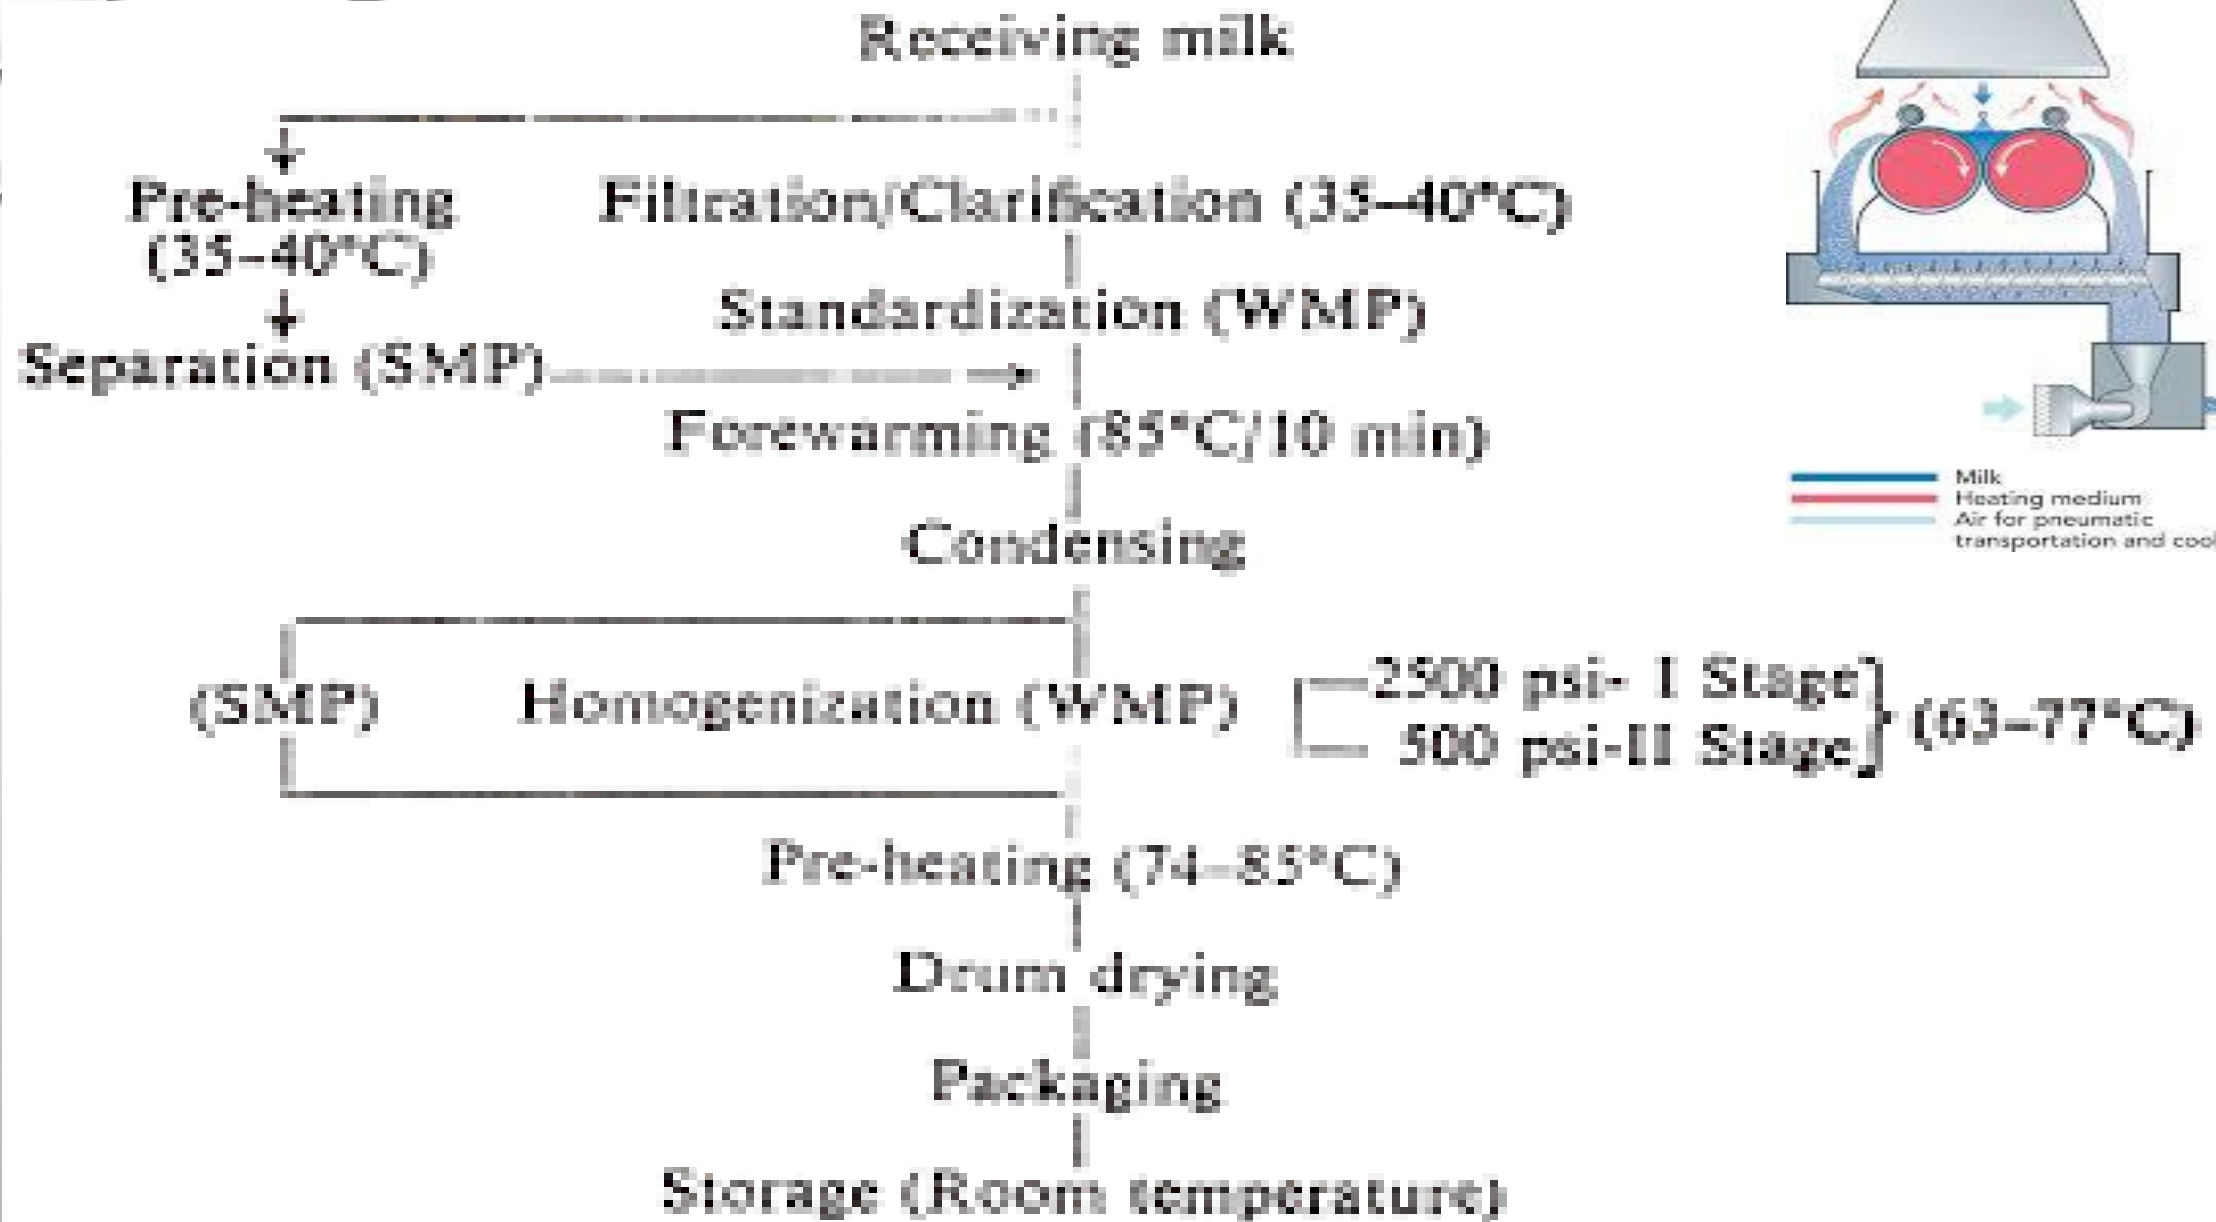 Receiving milk
Pre-heating
(35–40°C)
Filtration/Clarification (35–40°C)
Standardization (WMP)
Separation (SMP)
Forewarming (85°C/10 min)
Condensing
(SMP)
Homogenization (WMP)
2500 psi- I Stage
500 psi-II Stage
(63–77°C)
Pre-heating (74–85°C)
Drum drying
Packaging
Storage (Room temperature)
Milk
Heating medium
Air for pneumatic
transportation and cool